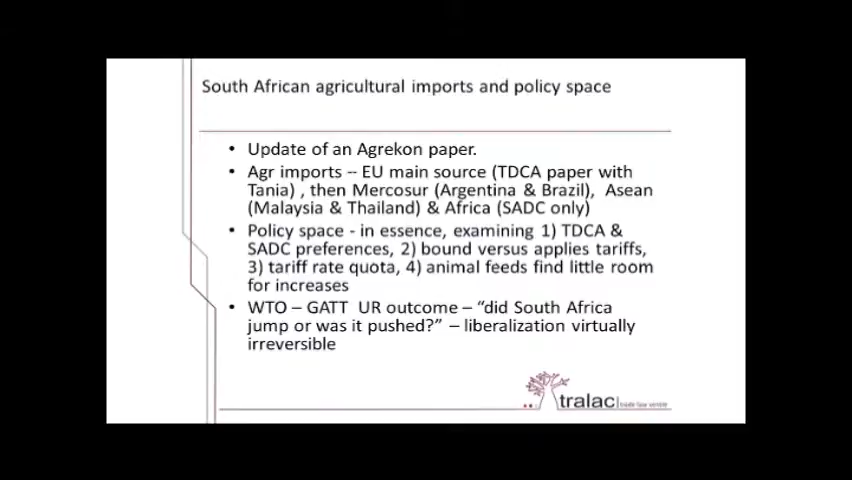 South African agricultural imports and policy space
• Update of an Agrekon paper.
• Agr imports -- EU main source (TDCA paper with
Tania) , then Mercosur (Argentina & Brazil), Asean
(Malaysia & Thailand) & Africa (SADC only)
• Policy space - in essence, examining 1) TDCA &
SADC preferences, 2) bound versus applies tariffs,
3) tariff rate quota, 4) animal feeds find little room
for increases
• WTO – GATT UR outcome – “did South Africa
jump or was it pushed?” – liberalization virtually
irreversible
tralac trade law centre